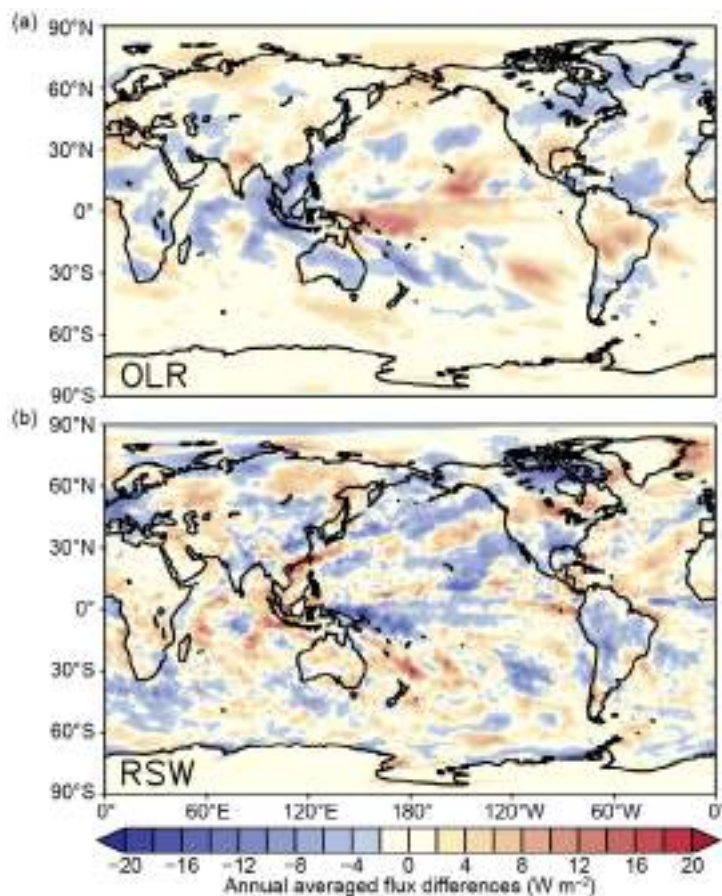 (a)
90°N
60°N
30°N
0°
30°S
60°S
90°S
OLR
(b)
90°N
60°N
30°N
0°
30°S
60°S
90°S
RSW
0° 60°E 120°E 180° 120°W 60°W 0°
−20 −16 −12 −8 −4 0 4 8 12 16 20
Annual averaged flux differences (W m⁻²)